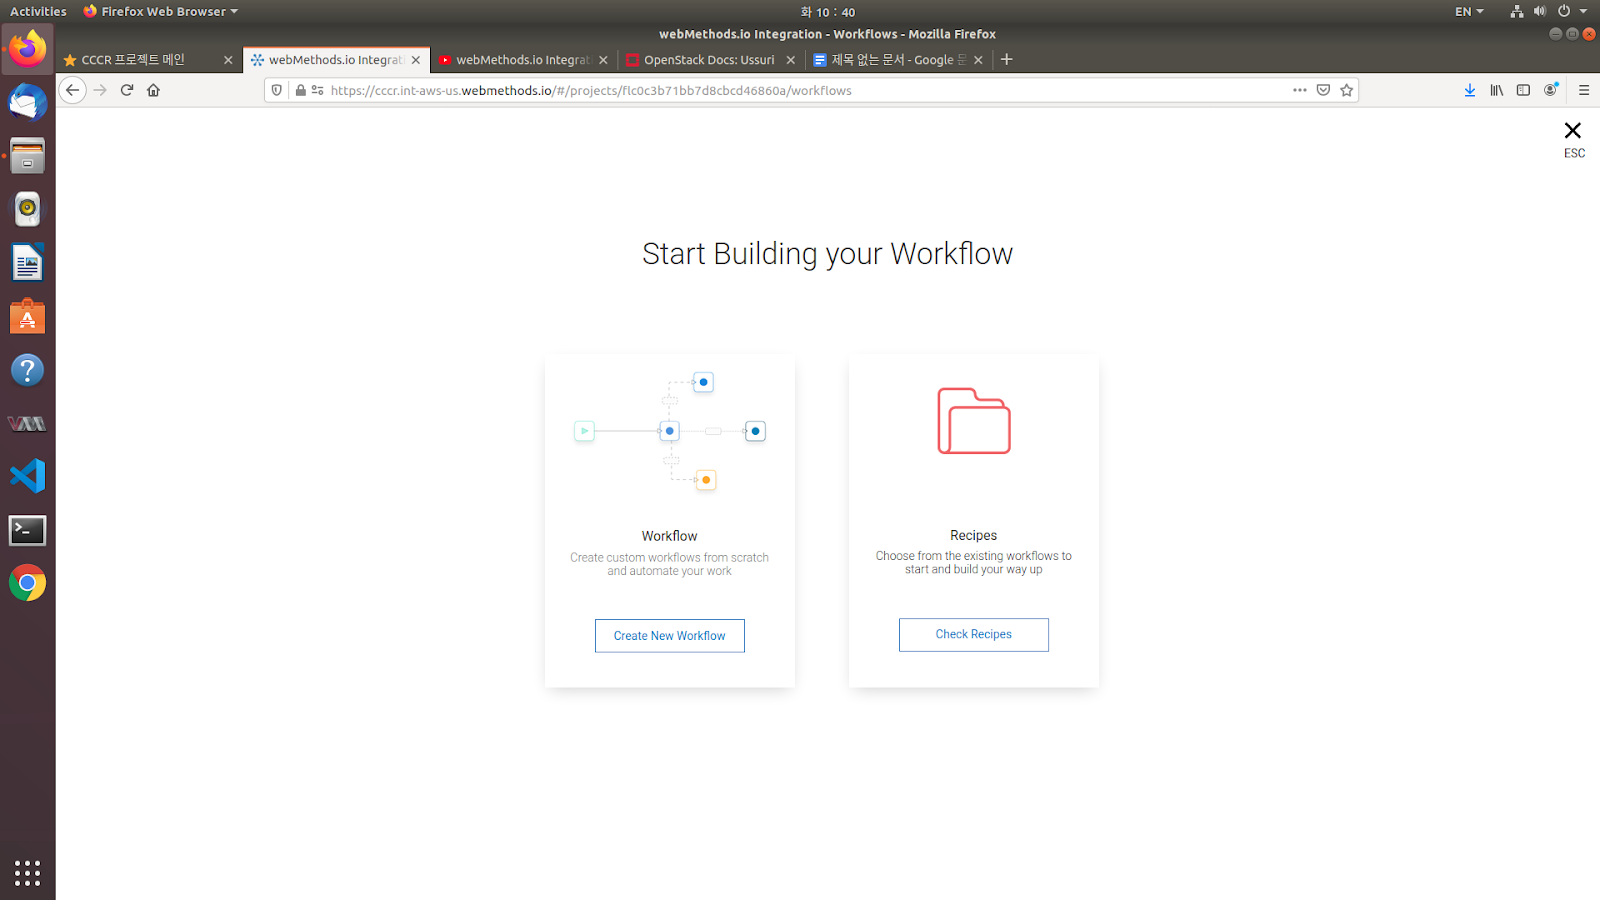 Activities Firefox Web Browser 화 10 : 40 EN
webMethods.io Integration - Workflows - Mozilla Firefox
CCCR 프로젝트 메인 webMethods.io Integrat webMethods.io Integrat OpenStack Docs: Ussuri 제목 없는 문서 - Google 문
https://cccr.int-aws-us.webmethods.io/#/projects/flc0c3b71bb7d8cbcd46860a/workflows
ESC
Start Building your Workflow
Workflow
Create custom workflows from scratch
and automate your work
Create New Workflow
Recipes
Choose from the existing workflows to
start and build your way up
Check Recipes